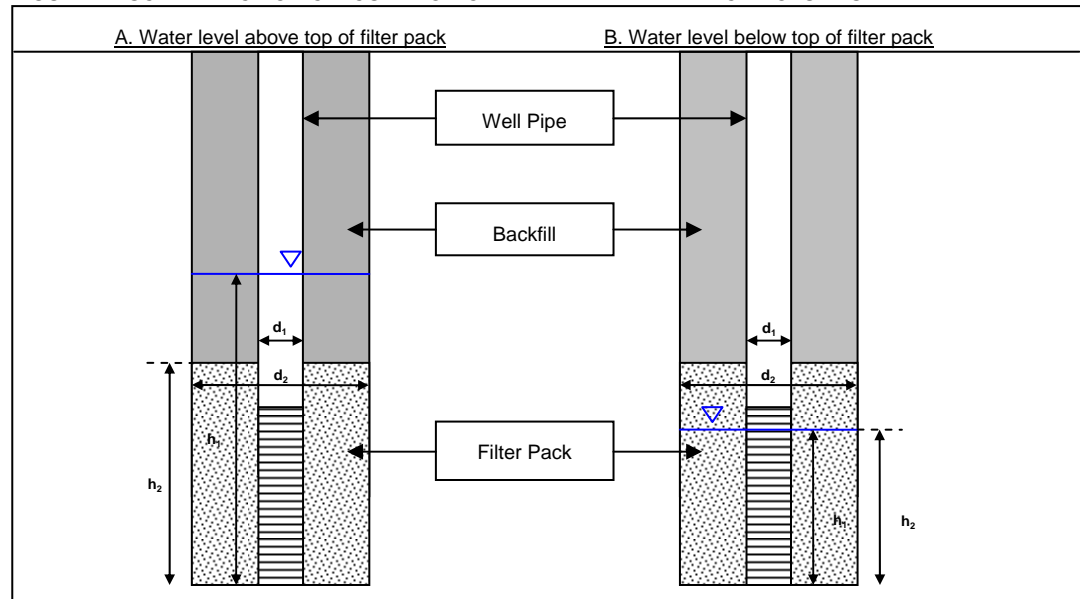 A. Water level above top of filter pack
B. Water level below top of filter pack
Well Pipe
Backfill
d₁
d₁
d₂
d₂
h₁
Filter Pack
h₂
h₁
h₂